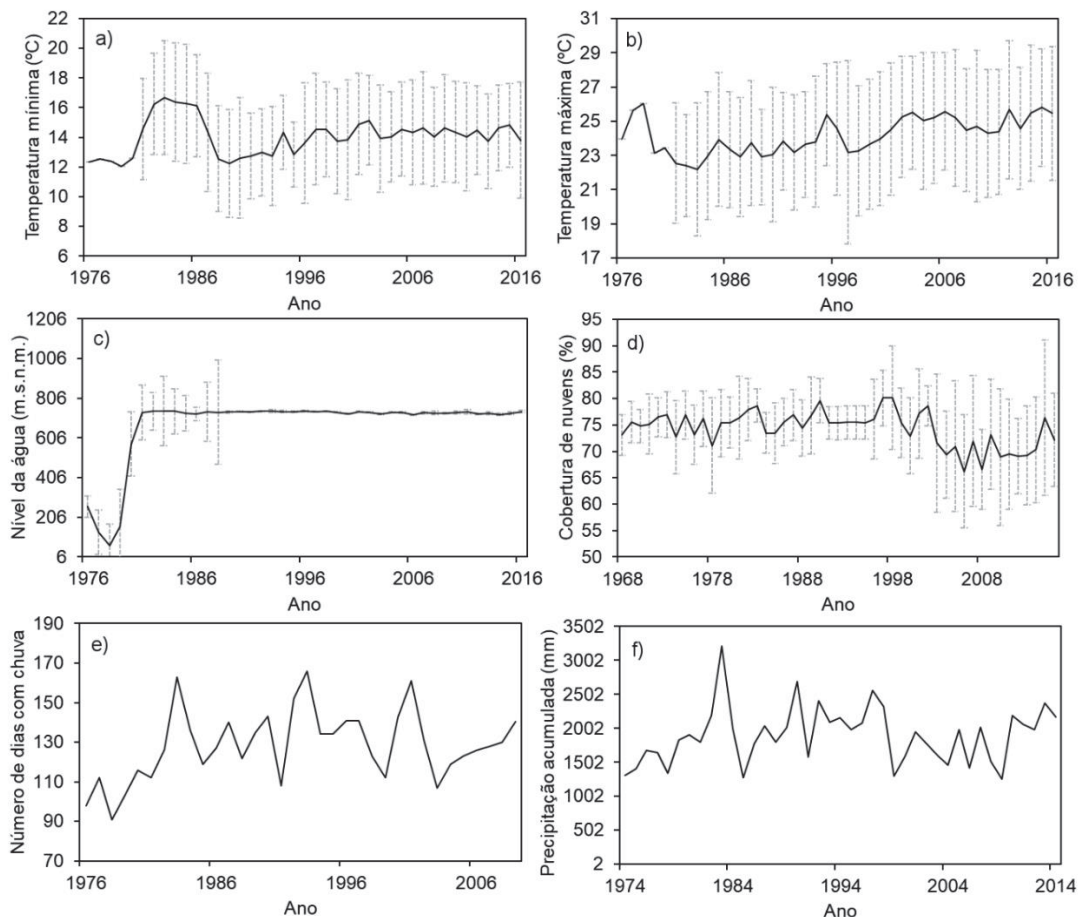 a)
Temperatura mínima (ºC)
22
20
18
16
14
12
10
8
6
1976 1986 1996 2006 2016
Ano
b)
Temperatura máxima (ºC)
31
29
27
25
23
21
19
17
1976 1986 1996 2006 2016
Ano
c)
Nível da água (m.s.n.m.)
1206
1006
806
606
406
206
6
1976 1986 1996 2006 2016
Ano
d)
Cobertura de nuvens (%)
95
90
85
80
75
70
65
60
55
50
1968 1978 1988 1998 2008
Ano
e)
Número de dias com chuva
190
170
150
130
110
90
70
1976 1986 1996 2006
Ano
f)
Precipitação acumulada (mm)
3502
3002
2502
2002
1502
1002
502
2
1974 1984 1994 2004 2014
Ano